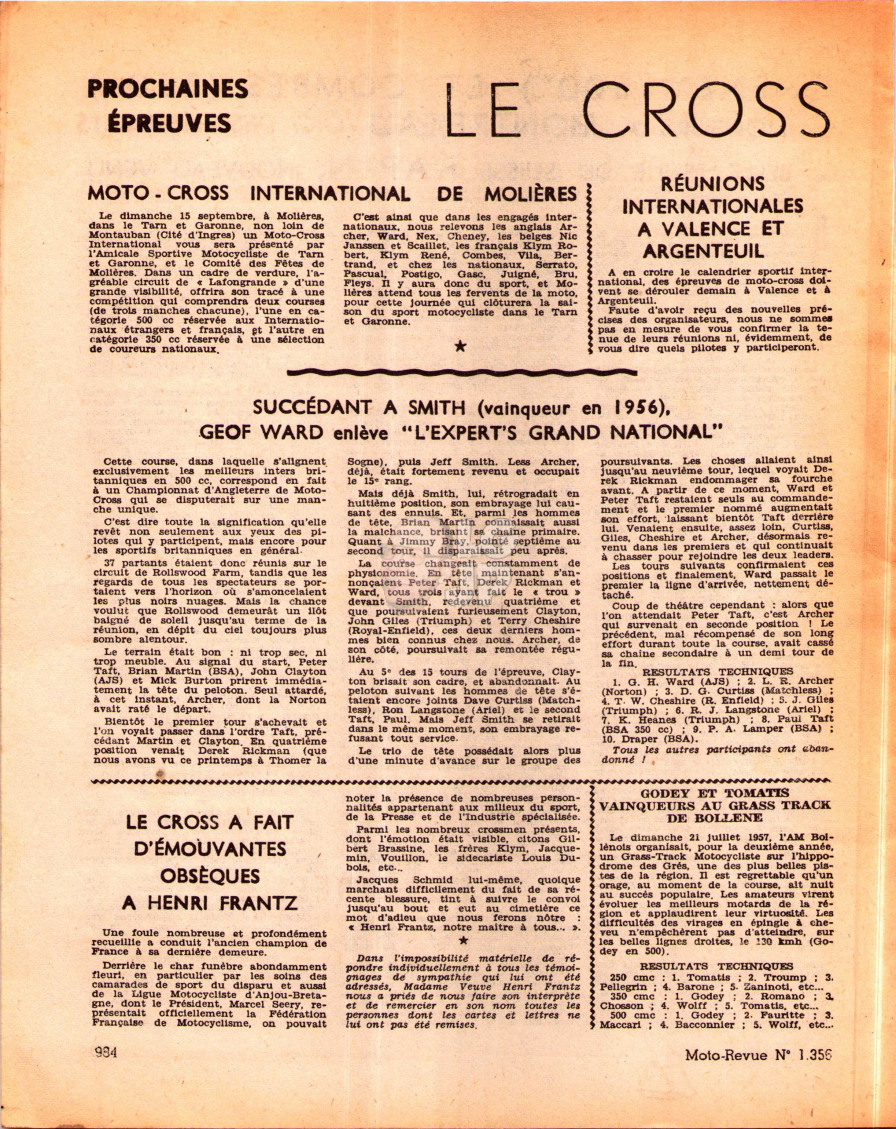 PROCHAINES
ÉPREUVES
LE CROSS
MOTO - CROSS INTERNATIONAL DE MOLIÈRES
Le dimanche 15 septembre, à Molières,
dans le Tarn et Garonne, non loin de
Montauban (Cité d'Ingres) un Moto-Cross
International vous sera présenté par
l'Amicale Sportive Motocycliste de Tarn
et Garonne, et le Comité des Fêtes de
Molières. Dans un cadre de verdure, l'a-
gréable circuit de « Lafongrande » d'une
grande visibilité, offrira son tracé à une
compétition qui comprendra deux courses
(de trois manches chacune), l'une en ca-
tégorie 500 cc réservée aux Internatio-
naux étrangers et français, et l'autre en
catégorie 350 cc réservée à une sélection
de coureurs nationaux.
C'est ainsi que dans les engagés inter-
nationaux, nous relevons les anglais Ar-
cher, Ward, Nex, Cheney, les belges Nic
Janssen et Scaillet, les français Klym Ro-
bert, Klym René, Combes, Vila, Ber-
trand, et chez les nationaux, Serrato,
Pascual, Postigo, Gasc, Juigné, Bru,
Fleys. Il y aura donc du sport, et Mo-
lières attend tous les fervents de la moto,
pour cette journée qui clôturera la sai-
son du sport motocycliste dans le Tarn
et Garonne.
★
RÉUNIONS
INTERNATIONALES
A VALENCE ET
ARGENTEUIL
A en croire le calendrier sportif inter-
national, des épreuves de moto-cross doi-
vent se dérouler demain à Valence et à
Argenteuil.
Faute d'avoir reçu des nouvelles pré-
cises des organisateurs, nous ne sommes
pas en mesure de vous confirmer la te-
nue de leurs réunions ni, évidemment, de
vous dire quels pilotes y participeront.
SUCCÉDANT A SMITH (vainqueur en 1956),
GEOF WARD enlève "L'EXPERT'S GRAND NATIONAL"
Cette course, dans laquelle s'alignent
exclusivement les meilleurs inters bri-
tanniques en 500 cc, correspond en fait
à un Championnat d'Angleterre de Moto-
Cross qui se disputerait sur une man-
che unique.
C'est dire toute la signification qu'elle
revêt non seulement aux yeux des pi-
lotes qui y participent, mais encore pour
les sportifs britanniques en général.
37 partants étaient donc réunis sur le
circuit de Rollswood Farm, tandis que les
regards de tous les spectateurs se por-
taient vers l'horizon où s'amoncelaient
les plus noirs nuages. Mais la chance
voulut que Rollswood demeurât un îlôt
baigné de soleil jusqu'au terme de la
réunion, en dépit du ciel toujours plus
sombre alentour.
Le terrain était bon : ni trop sec, ni
trop meuble. Au signal du start, Peter
Taft, Brian Martin (BSA), John Clayton
(AJS) et Mick Burton prirent immédia-
tement la tête du peloton. Seul attardé,
à cet instant, Archer, dont la Norton
avait raté le départ.
Bientôt le premier tour s'achevait et
l'on voyait passer dans l'ordre Taft, pré-
cédant Martin et Clayton. En quatrième
position venait Derek Rickman (que
nous avons vu ce printemps à Thomer la
Sogne), puis Jeff Smith. Less Archer,
déjà, était fortement revenu et occupait
le 15e rang.
Mais déjà Smith, lui, rétrogradait en
huitième position, son embrayage lui cau-
sant des ennuis. Et, parmi les hommes
de tête, Brian Martin connaissait aussi
la malchance, brisant sa chaîne primaire.
Quant à Jimmy Bray, pointé septième au
second tour, il disparaissait peu après.
La course changeait constamment de
physionomie. En tête maintenant s'an-
nonçaient Peter Taft, Derek Rickman et
Ward, tous trois ayant fait le « trou »
devant Smith, redevenu quatrième et
que poursuivaient furieusement Clayton,
John Giles (Triumph) et Terry Cheshire
(Royal-Enfield), ces deux derniers hom-
mes bien connus chez nous. Archer, de
son côté, poursuivait sa remontée régu-
lière.
Au 5e des 15 tours de l'épreuve, Clay-
ton brisait son cadre, et abandonnait. Au
peloton suivant les hommes de tête s'é-
taient encore joints Dave Curtiss (Match-
less), Ron Langstone (Ariel) et le second
Taft, Paul. Mais Jeff Smith se retirait
dans le même moment, son embrayage re-
fusant tout service.
Le trio de tête possédait alors plus
d'une minute d'avance sur le groupe des
poursuivants. Les choses allaient ainsi
jusqu'au neuvième tour, lequel voyait De-
rek Rickman endommager sa fourche
avant. A partir de ce moment, Ward et
Peter Taft restaient seuls au commande-
ment et le premier nommé augmentait
son effort, laissant bientôt Taft derrière
lui. Venaient ensuite, assez loin, Curtiss,
Giles, Cheshire et Archer, désormais re-
venu dans les premiers et qui continuait
à chasser pour rejoindre les deux leaders.
Les tours suivants confirmaient ces
positions et finalement, Ward passait le
premier la ligne d'arrivée, nettement dé-
taché.
Coup de théâtre cependant : alors que
l'on attendait Peter Taft, c'est Archer
qui survenait en seconde position ! Le
précédent, mal récompensé de son long
effort durant toute la course, avait cassé
sa chaîne secondaire à un demi tour de
la fin.
RESULTATS TECHNIQUES
1. G. H. Ward (AJS) ; 2. L. R. Archer
(Norton) ; 3. D. G. Curtiss (Matchless) ;
4. T. W. Cheshire (R. Enfield) ; 5. J. Giles
(Triumph) ; 6. R. J. Langstone (Ariel) ;
7. K. Heanes (Triumph) ; 8. Paul Taft
(BSA 350 cc) ; 9. P. A. Lamper (BSA) ;
10. Draper (BSA).
Tous les autres participants ont aban-
donné !
LE CROSS A FAIT
D'ÉMOUVANTES
OBSÈQUES
A HENRI FRANTZ
Une foule nombreuse et profondément
recueillie a conduit l'ancien champion de
France à sa dernière demeure.
Derrière le char funèbre abondamment
fleuri, en particulier par les soins des
camarades de sport du disparu et aussi
de la Ligue Motocycliste d'Anjou-Breta-
gne, dont le Président, Marcel Seery, re-
présentait officiellement la Fédération
Française de Motocyclisme, on pouvait
noter la présence de nombreuses person-
nalités appartenant aux milieux du sport,
de la Presse et de l'Industrie spécialisée.
Parmi les nombreux crossmen présents,
dont l'émotion était visible, citons Gil-
bert Brassine, les frères Klym, Jacque-
min, Vouillon, le sidecariste Louis Du-
bois, etc...
Jacques Schmid lui-même, quoique
marchant difficilement du fait de sa ré-
cente blessure, tint à suivre le convoi
jusqu'au bout et eut au cimetière ce
mot d'adieu que nous ferons nôtre :
« Henri Frantz, notre maître à tous... ».
★
Dans l'impossibilité matérielle de ré-
pondre individuellement à tous les témoi-
gnages de sympathie qui lui ont été
adressés, Madame Veuve Henri Frantz
nous a priés de nous faire son interprète
et de remercier en son nom toutes les
personnes dont les cartes et lettres ne
lui ont pas été remises.
GODEY ET TOMATIS
VAINQUEURS AU GRASS TRACK
DE BOLLENE
Le dimanche 21 juillet 1957, l'AM Bol-
lénois organisait, pour la deuxième année,
un Grass-Track Motocycliste sur l'hippo-
drome des Grés, une des plus belles pis-
tes de la région. Il est regrettable qu'un
orage, au moment de la course, ait nuit
au succès populaire. Les amateurs virent
évoluer les meilleurs motards de la ré-
gion et applaudirent leur virtuosité. Les
difficultés des virages en épingle à che-
veu n'empêchèrent pas d'atteindre, sur
les belles lignes droites, le 130 kmh (Go-
dey en 500).
RESULTATS TECHNIQUES
250 cmc : 1. Tomatis ; 2. Troump ; 3.
Pellegrin ; 4. Barone ; 5. Zaninoti, etc...
350 cmc : 1. Godey ; 2. Romano ; 3.
Chosson ; 4. Wolff ; 5. Tomatis, etc...
500 cmc : 1. Godey ; 2. Fauritte ; 3.
Maccari ; 4. Bacconnier ; 5. Wolff, etc...
984
Moto-Revue N° 1.356